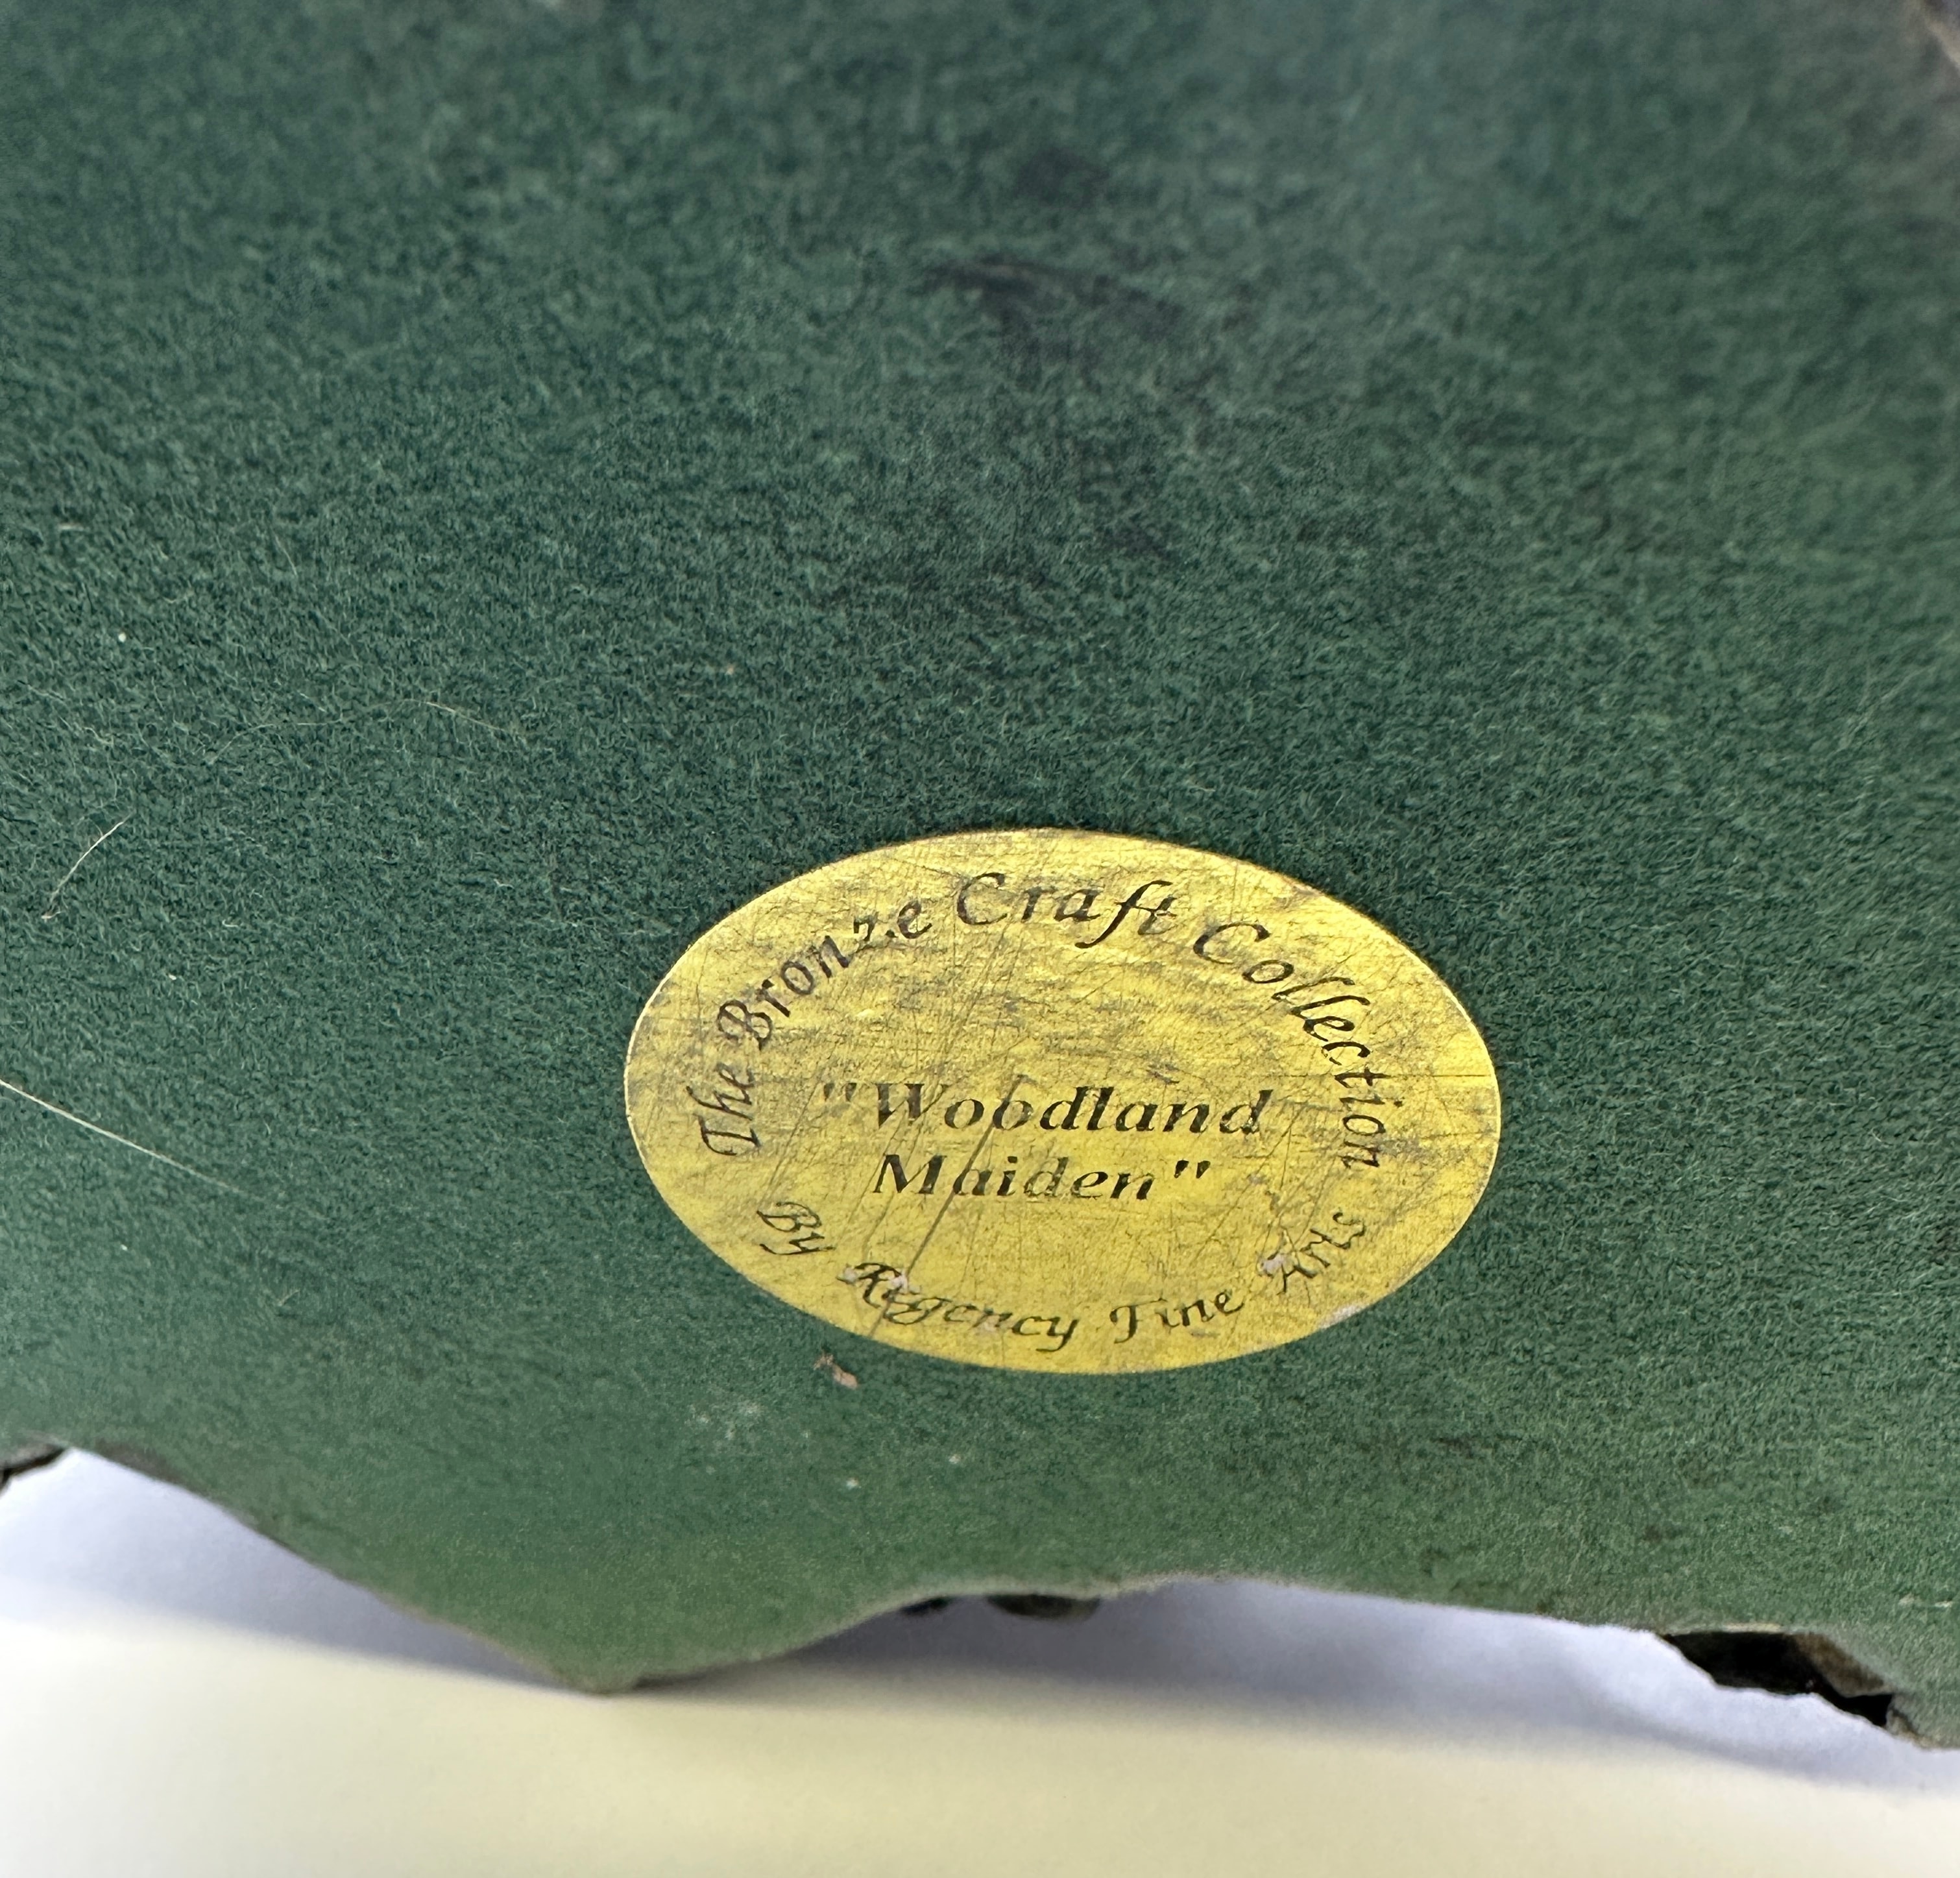 The Bronze Craft Collection
"Woodland
Maiden"
By Regency Fine Arts